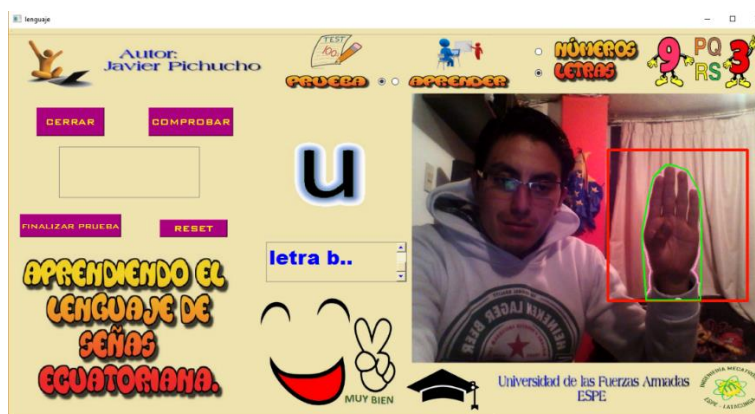 lenguaje
Autor:
Javier Pichucho
TEST
100
PRUEBA
APRENDER
NÚMEROS
LETRAS
9
PQ
RS
3
CERRAR
COMPROBAR
FINALIZAR PRUEBA
RESET
u
letra b..
APRENDIENDO EL
LENGUAJE DE
SEÑAS
ECUATORIANA.
MUY BIEN
HEINEKEN LAGER BEER
Universidad de las Fuerzas Armadas
ESPE